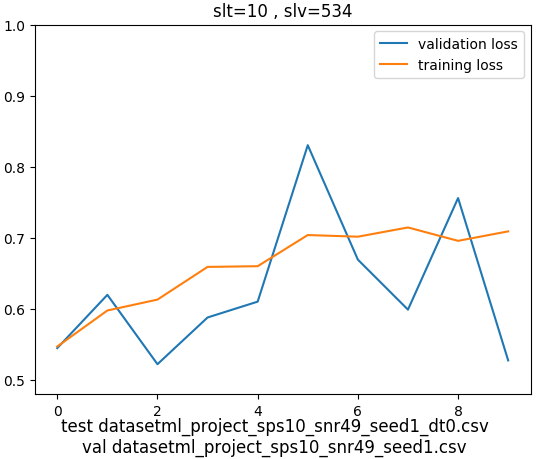 slt=10 , slv=534
validation loss
training loss
1.0
0.9
0.8
0.7
0.6
0.5
0 2 4 6 8
test datasetml_project_sps10_snr49_seed1_dt0.csv
val datasetml_project_sps10_snr49_seed1.csv